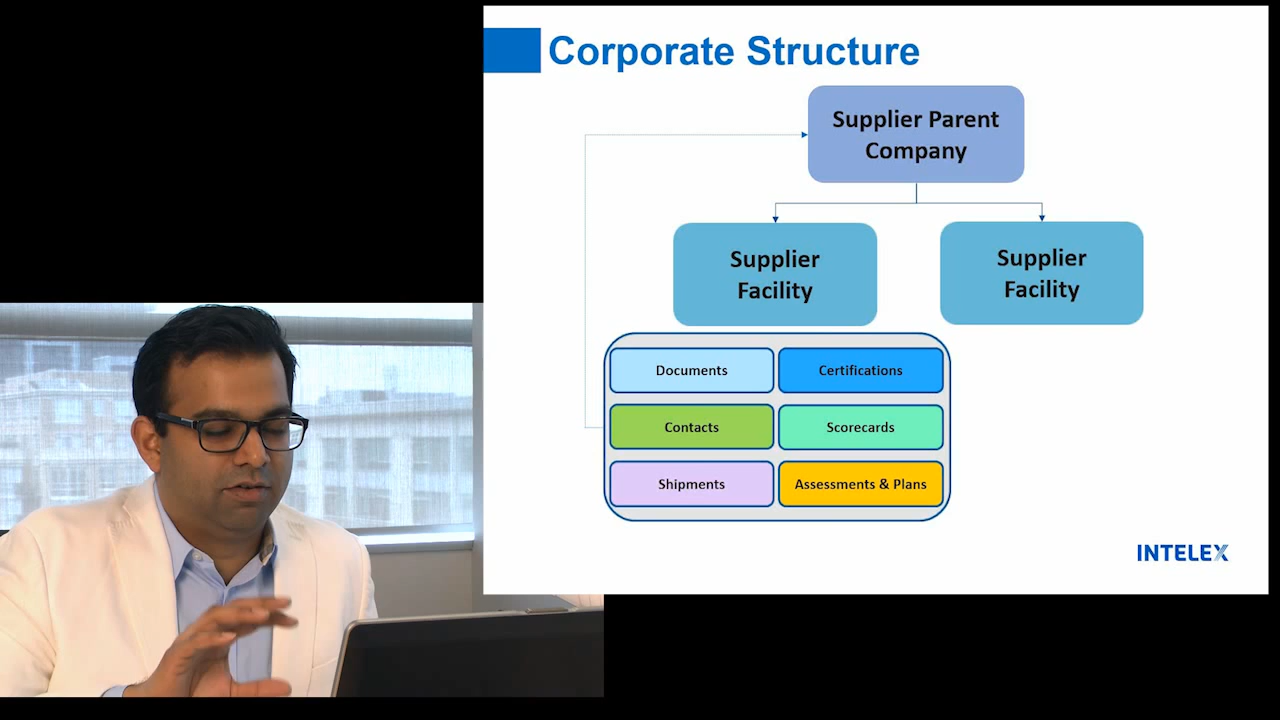 Corporate Structure
Supplier Parent
Company
Supplier
Facility
Supplier
Facility
Documents
Certifications
Contacts
Scorecards
Shipments
Assessments & Plans
INTELEX